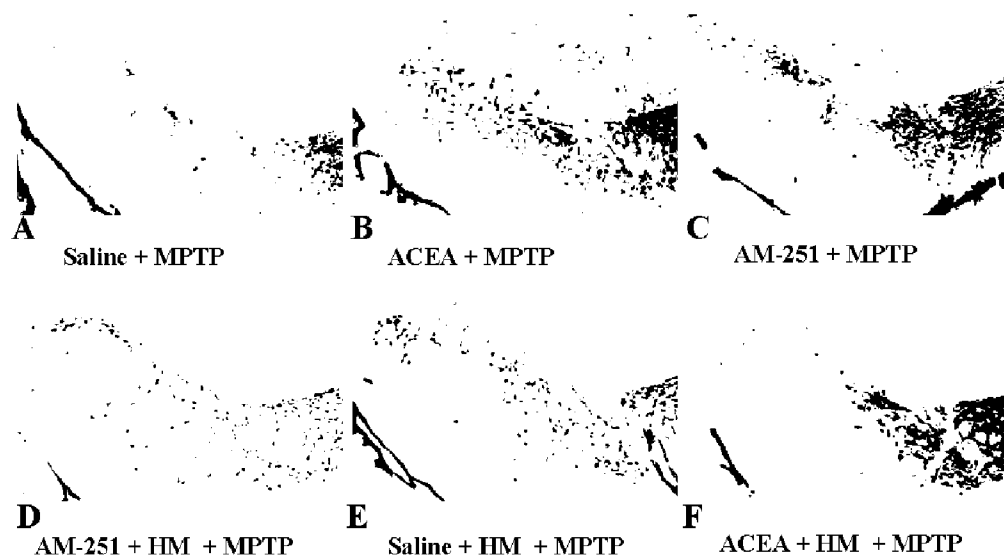 A
B
C
Saline + MPTP
ACEA + MPTP
AM-251 + MPTP
D
E
F
AM-251 + HM + MPTP
Saline + HM + MPTP
ACEA + HM + MPTP